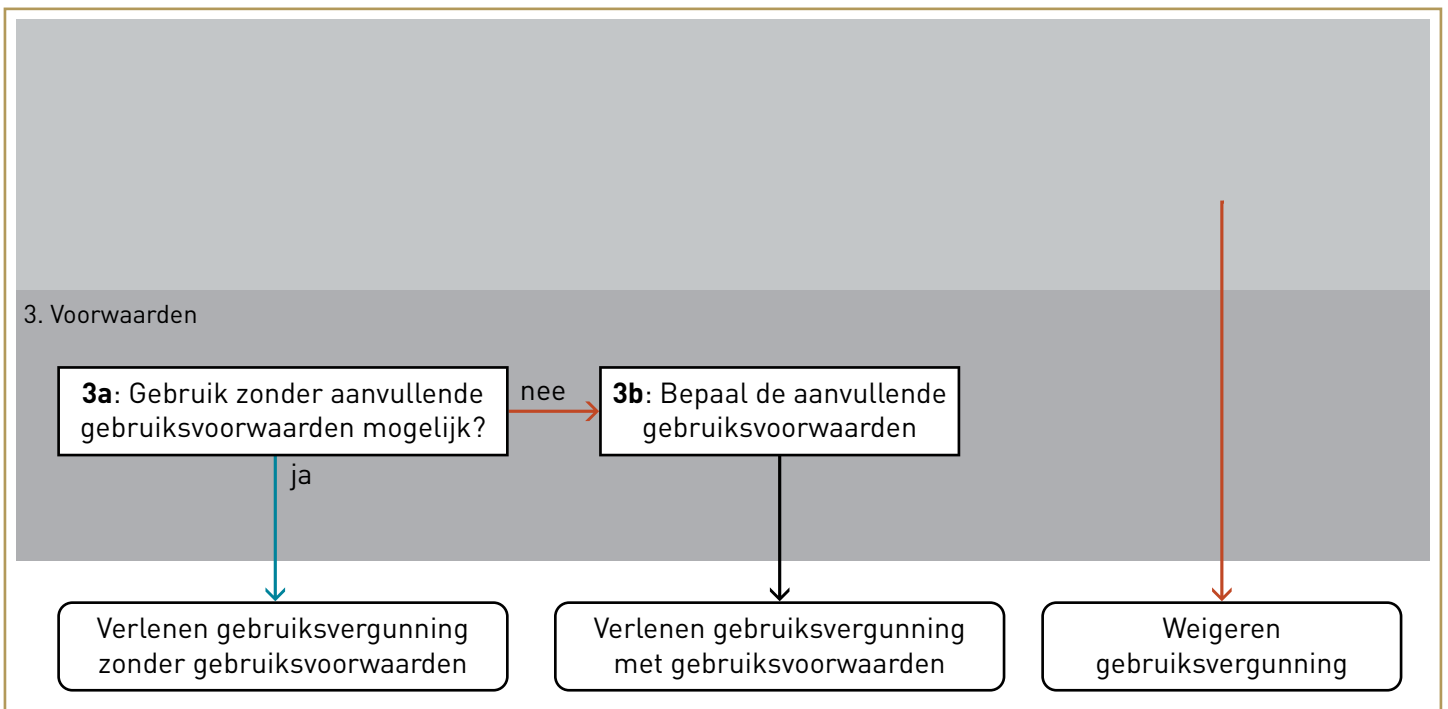 3. Voorwaarden
3a: Gebruik zonder aanvullende
gebruiksvoorwaarden mogelijk?
nee
3b: Bepaal de aanvullende
gebruiksvoorwaarden
ja
Verlenen gebruiksvergunning
zonder gebruiksvoorwaarden
Verlenen gebruiksvergunning
met gebruiksvoorwaarden
Weigeren
gebruiksvergunning